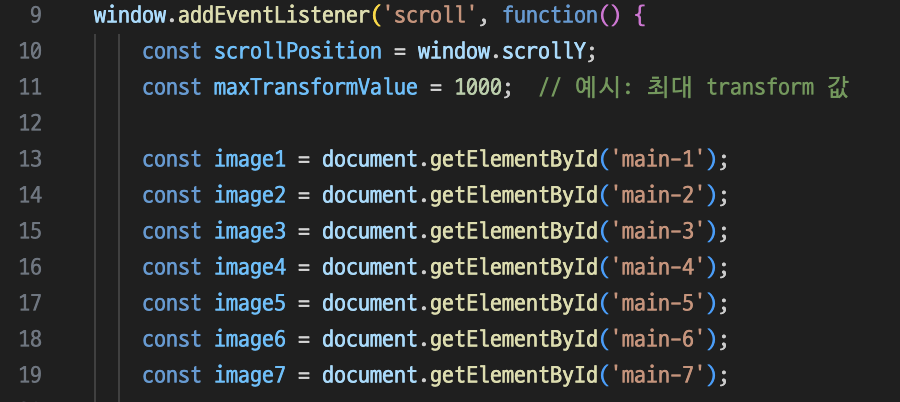 9 window.addEventListener('scroll', function() {
10 const scrollPosition = window.scrollY;
11 const maxTransformValue = 1000;  // 예시: 최대 transform 값
12
13 const image1 = document.getElementById('main-1');
14 const image2 = document.getElementById('main-2');
15 const image3 = document.getElementById('main-3');
16 const image4 = document.getElementById('main-4');
17 const image5 = document.getElementById('main-5');
18 const image6 = document.getElementById('main-6');
19 const image7 = document.getElementById('main-7');